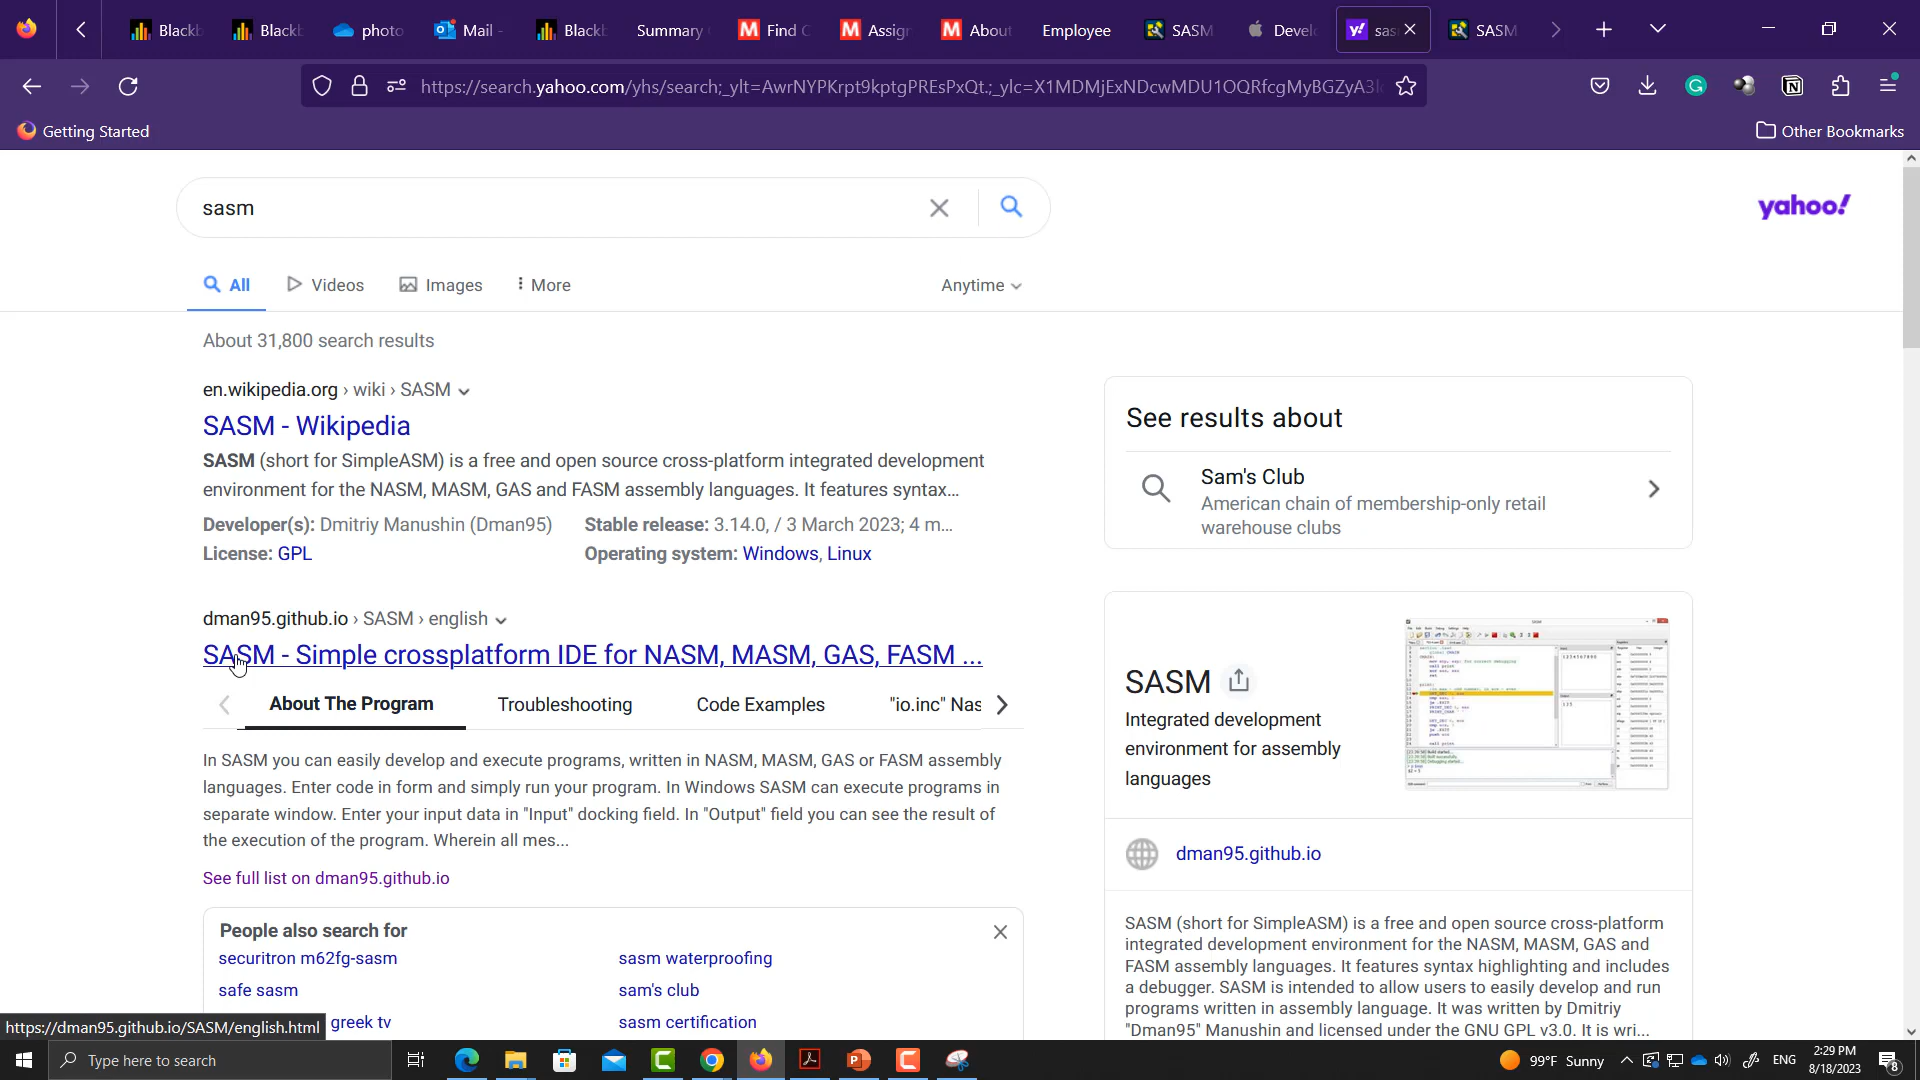 Blackb
Blackb
photo
Mail -
Blackb
Summary
Find C
Assign
About
Employee
SASM
Develo
sas
SASM
https://search.yahoo.com/yhs/search;_ylt=AwrNYPKrpt9kptgPREsPxQt.;_ylc=X1MDMjExNDcwMDU1OQRfcgMyBGZyA3
Getting Started
Other Bookmarks
sasm
yahoo!
All
Videos
Images
More
Anytime
About 31,800 search results
en.wikipedia.org › wiki › SASM
SASM - Wikipedia
SASM (short for SimpleASM) is a free and open source cross-platform integrated development
environment for the NASM, MASM, GAS and FASM assembly languages. It features syntax...
Developer(s): Dmitriy Manushin (Dman95)
Stable release: 3.14.0, / 3 March 2023; 4 m...
License: GPL
Operating system: Windows, Linux
dman95.github.io › SASM › english
SASM - Simple crossplatform IDE for NASM, MASM, GAS, FASM ...
About The Program
Troubleshooting
Code Examples
"io.inc" Nas
In SASM you can easily develop and execute programs, written in NASM, MASM, GAS or FASM assembly
languages. Enter code in form and simply run your program. In Windows SASM can execute programs in
separate window. Enter your input data in "Input" docking field. In "Output" field you can see the result of
the execution of the program. Wherein all mes...
See full list on dman95.github.io
People also search for
securitron m62fg-sasm
sasm waterproofing
safe sasm
sam's club
greek tv
sasm certification
See results about
Sam's Club
American chain of membership-only retail
warehouse clubs
SASM
Integrated development
environment for assembly
languages
dman95.github.io
SASM (short for SimpleASM) is a free and open source cross-platform
integrated development environment for the NASM, MASM, GAS and
FASM assembly languages. It features syntax highlighting and includes
a debugger. SASM is intended to allow users to easily develop and run
programs written in assembly language. It was written by Dmitriy
"Dman95" Manushin and licensed under the GNU GPL v3.0. It is wri...
https://dman95.github.io/SASM/english.html
Type here to search
99°F Sunny
ENG
2:29 PM
8/18/2023
8